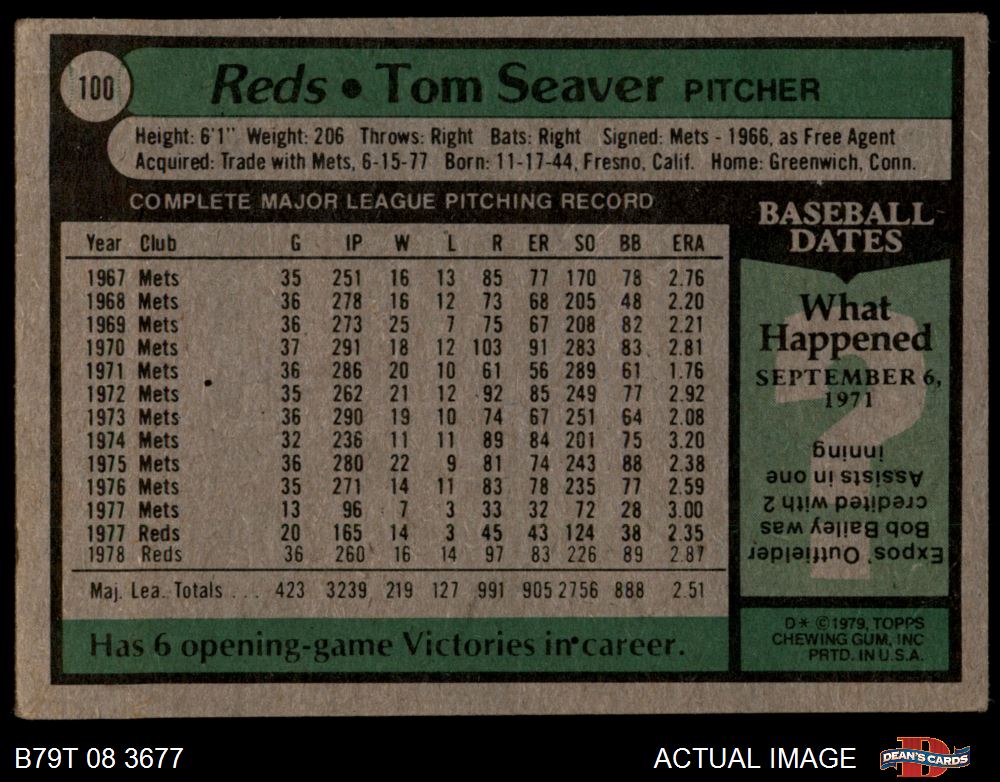 100
Reds • Tom Seaver PITCHER
Height: 6'1" Weight: 206 Throws: Right Bats: Right Signed: Mets - 1966, as Free Agent
Acquired: Trade with Mets, 6-15-77 Born: 11-17-44, Fresno, Calif. Home: Greenwich, Conn.
COMPLETE MAJOR LEAGUE PITCHING RECORD
Year Club G IP W L R ER SO BB ERA
1967 Mets 35 251 16 13 85 77 170 78 2.76
1968 Mets 36 278 16 12 73 68 205 48 2.20
1969 Mets 36 273 25 7 75 67 208 82 2.21
1970 Mets 37 291 18 12 103 91 283 83 2.81
1971 Mets 36 286 20 10 61 56 289 61 1.76
1972 Mets 35 262 21 12 92 85 249 77 2.92
1973 Mets 36 290 19 10 74 67 251 64 2.08
1974 Mets 32 236 11 11 89 84 201 75 3.20
1975 Mets 36 280 22 9 81 74 243 88 2.38
1976 Mets 35 271 14 11 83 78 235 77 2.59
1977 Mets 13 96 7 3 33 32 72 28 3.00
1977 Reds 20 165 14 3 45 43 124 38 2.35
1978 Reds 36 260 16 14 97 83 226 89 2.87
Maj. Lea. Totals ... 423 3239 219 127 991 905 2756 888 2.51
Has 6 opening-game Victories in career.
BASEBALL
DATES
What
Happened
SEPTEMBER 6,
1971
?
Expos' Outfielder
Bob Bailey was
credited with 2
Assists in one
inning
D* ©1979, TOPPS
CHEWING GUM, INC
PRTD. IN U.S.A.
B79T 08 3677
ACTUAL IMAGE
D
DEAN'S CARDS